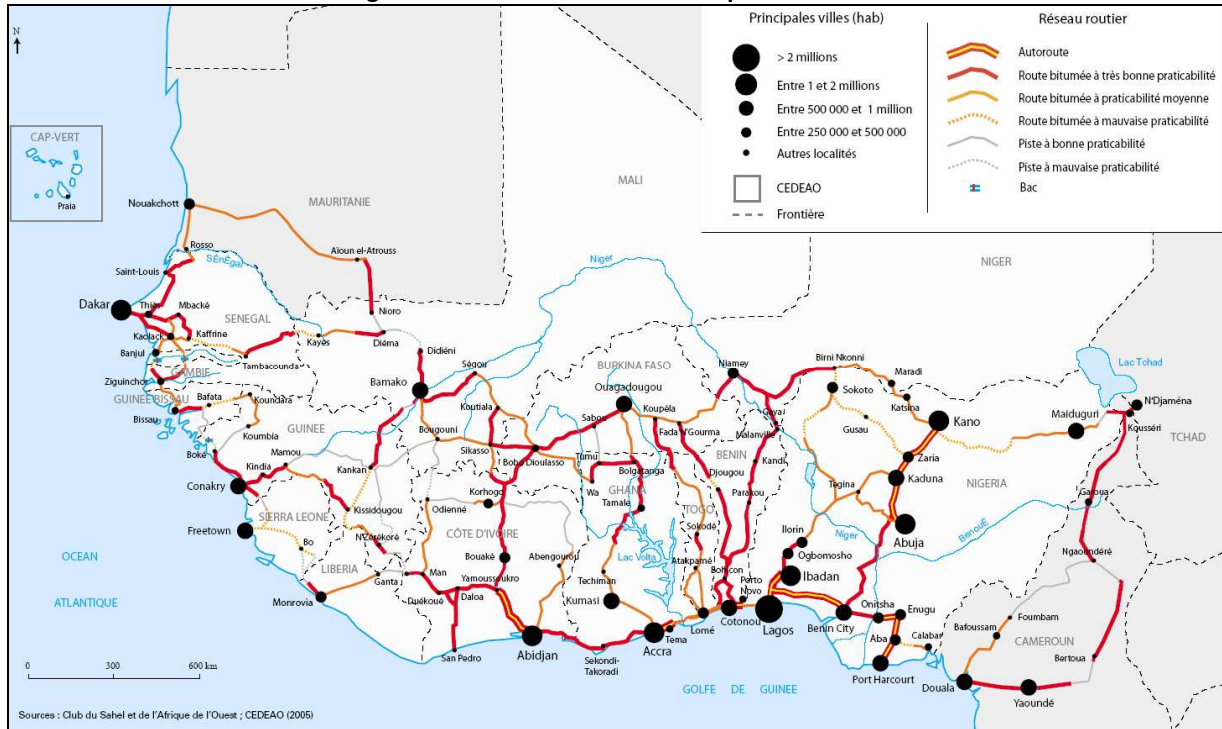 Principales villes (hab)
> 2 millions
Entre 1 et 2 millions
Entre 500 000 et 1 million
Entre 250 000 et 500 000
Autres localités
CEDEAO
Frontière
Réseau routier
Autoroute
Route bitumée à très bonne praticabilité
Route bitumée à praticabilité moyenne
Route bitumée à mauvaise praticabilité
Piste à bonne praticabilité
Piste à mauvaise praticabilité
Bac
N
CAP-VERT
Praia
MAURITANIE
MALI
NIGER
Nouakchott
Rosso
Aïoun el-Atrouss
SÉnÉgal
Niger
Saint-Louis
Dakar
Thiès
Mbacké
SENEGAL
Nioro
Kaolack
Kaffrine
Kayes
Diéma
Didiéni
Banjul
Tambacounda
GAMBIE
Ziguinchor
GUINEE BISSAU
Bafata
Koundara
Bissau
Koumbia
GUINEE
Boké
Mamou
Kindia
Conakry
Kankan
Kissidougou
SIERRA LEONE
Freetown
Bo
N'Zérékoré
LIBERIA
Ganta
Monrovia
Bamako
Ségou
Koutiala
Bougouni
Sikasso
Bobo Dioulasso
BURKINA FASO
Ouagadougou
Sabou
Koupéla
Fada N'Gourma
Niamey
Gaya
Malanville
BENIN
Kandi
Djougou
Parakou
Tumu
Bolgatanga
Wa
GHANA
Tamale
TOGO
Sokodé
Lac Volta
Atakpamé
Bohicon
Porto Novo
Odienné
Korhogo
CÔTE D'IVOIRE
Bouaké
Abengourou
Techiman
Kumasi
Man
Yamoussoukro
Duékoué
Daloa
San Pedro
Abidjan
Sekondi-Takoradi
Accra
Tema
Lomé
Cotonou
Lagos
Birni Nkonni
Maradi
Sokoto
Katsina
Kano
Gusau
Zaria
Kaduna
Tegina
NIGERIA
Niger
Abuja
BenouÉ
Ilorin
Ogbomosho
Ibadan
Benin City
Onitsha
Enugu
Aba
Calabar
Port Harcourt
Lac Tchad
N'Djaména
Maiduguri
Kousséri
TCHAD
Garoua
Ngaoundéré
Foumbam
Bafoussam
CAMEROUN
Bertoua
Douala
Yaoundé
OCEAN
ATLANTIQUE
GOLFE DE GUINEE
0 300 600 km
Sources : Club du Sahel et de l'Afrique de l'Ouest ; CEDEAO (2005)